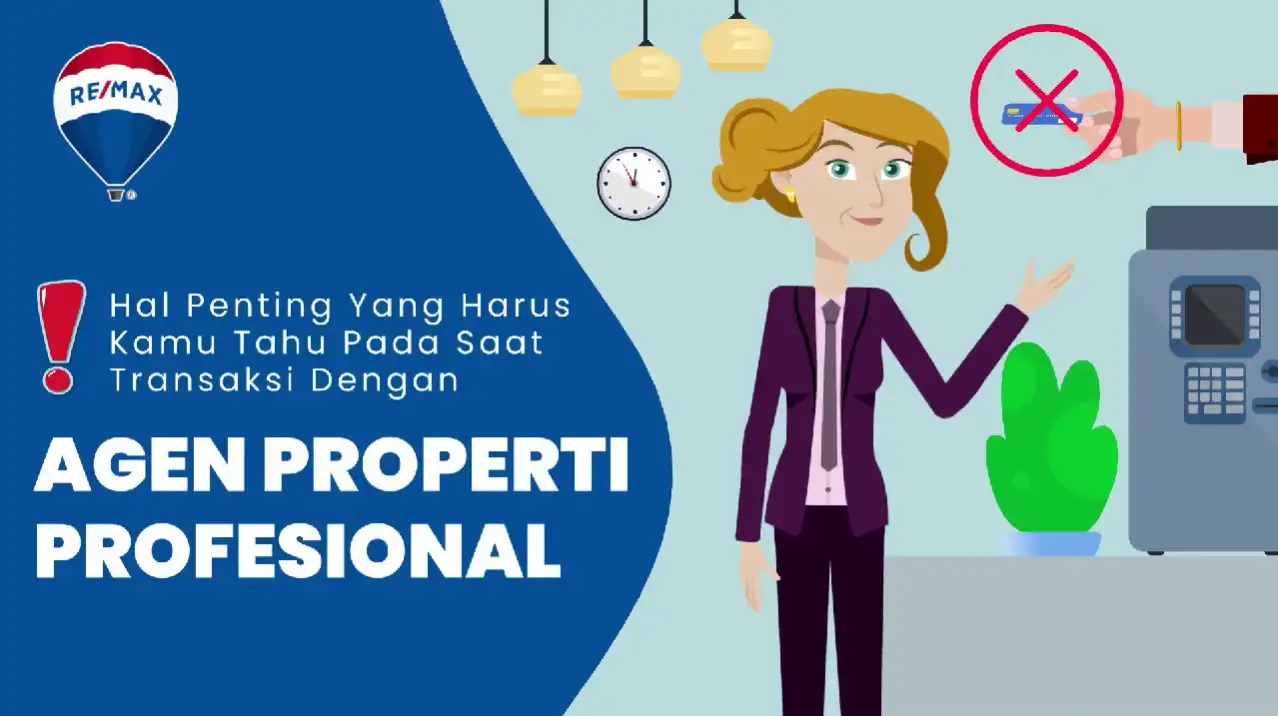 RE/MAX
®
Hal Penting Yang Harus
Kamu Tahu Pada Saat
Transaksi Dengan
AGEN PROPERTI
PROFESIONAL